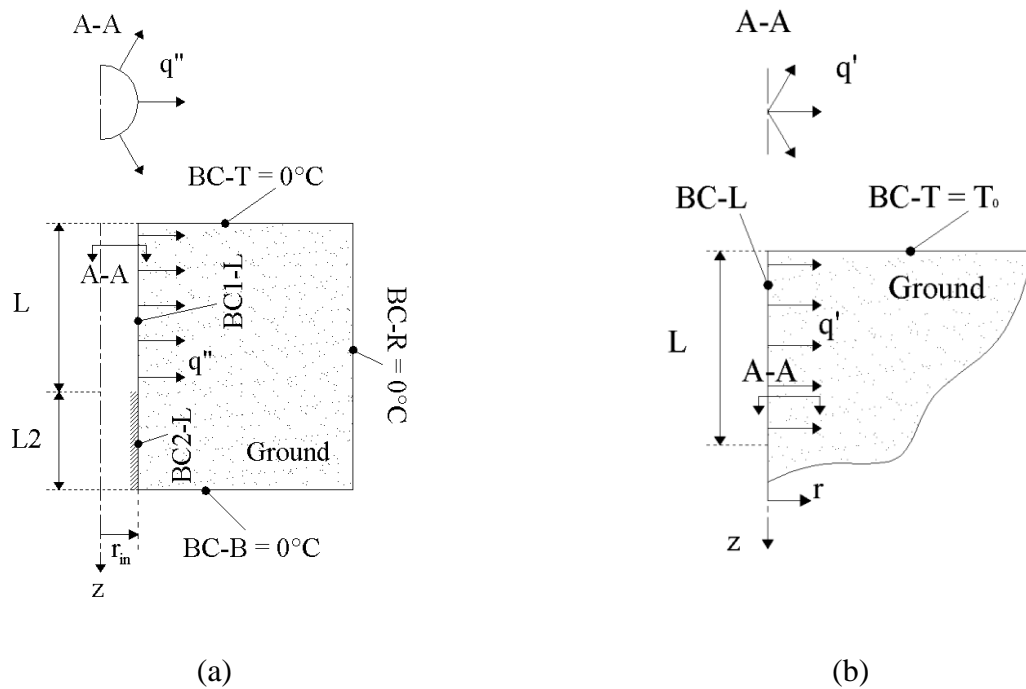 A-A
q"
BC-T = 0°C
A-A
L
BC1-L
q"
BC-R = 0°C
L2
BC2-L
Ground
r_in
BC-B = 0°C
z
(a)
A-A
q'
BC-L
BC-T = T₀
Ground
L
q'
A-A
r
z
(b)